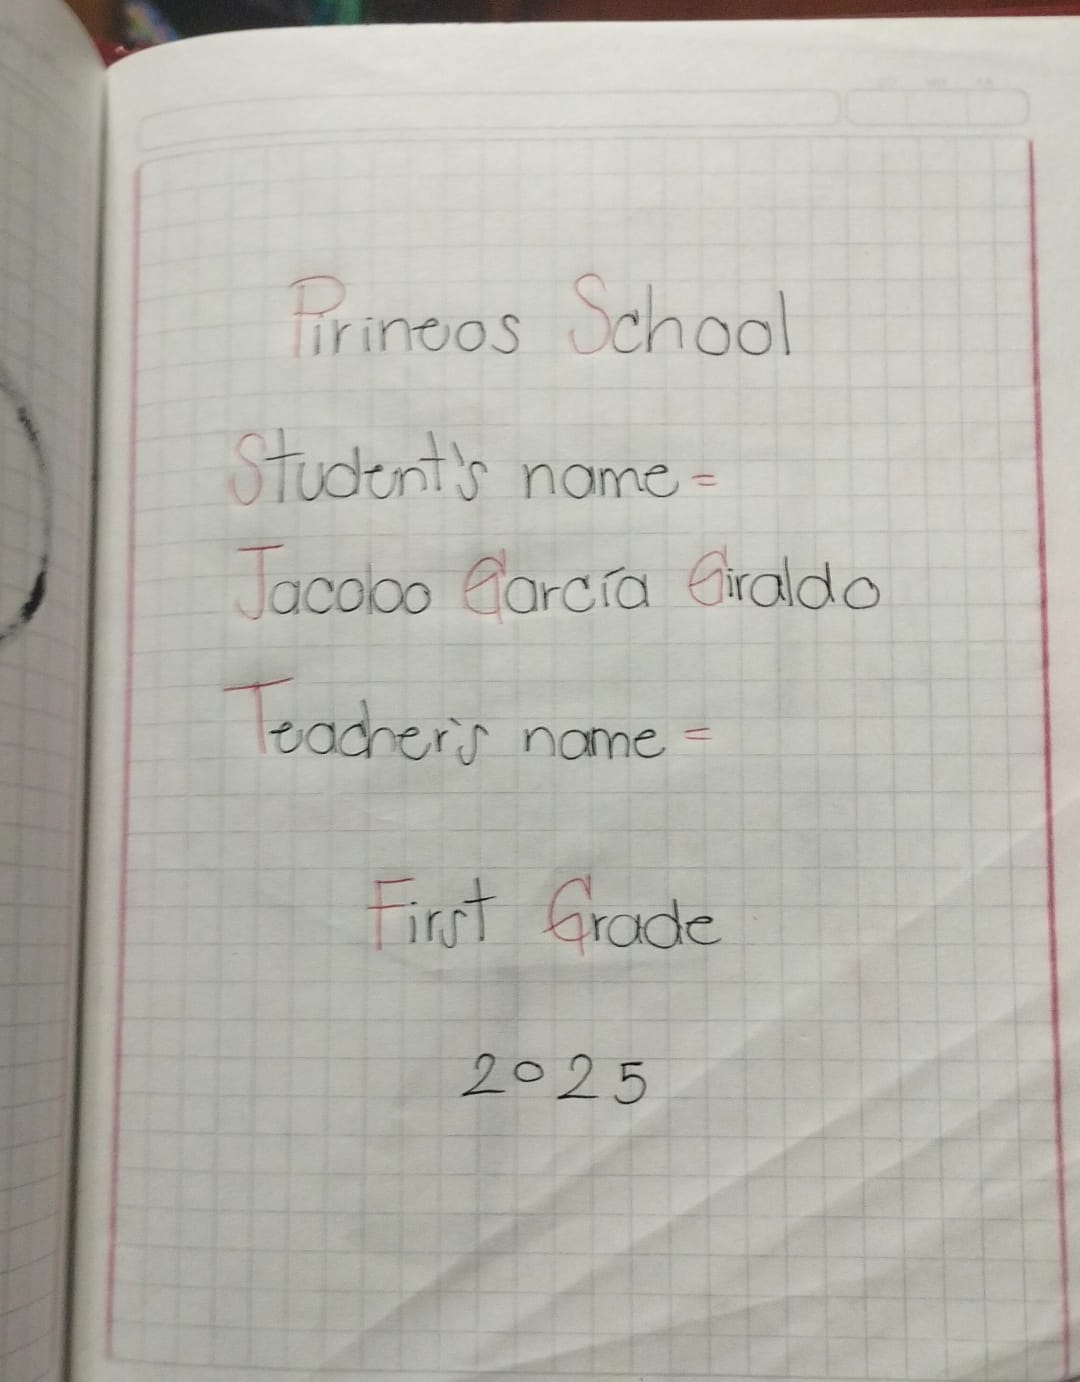 Pirineos School
Student's name =
Jacobo García Giraldo
Teacher's name =
First Grade
2025